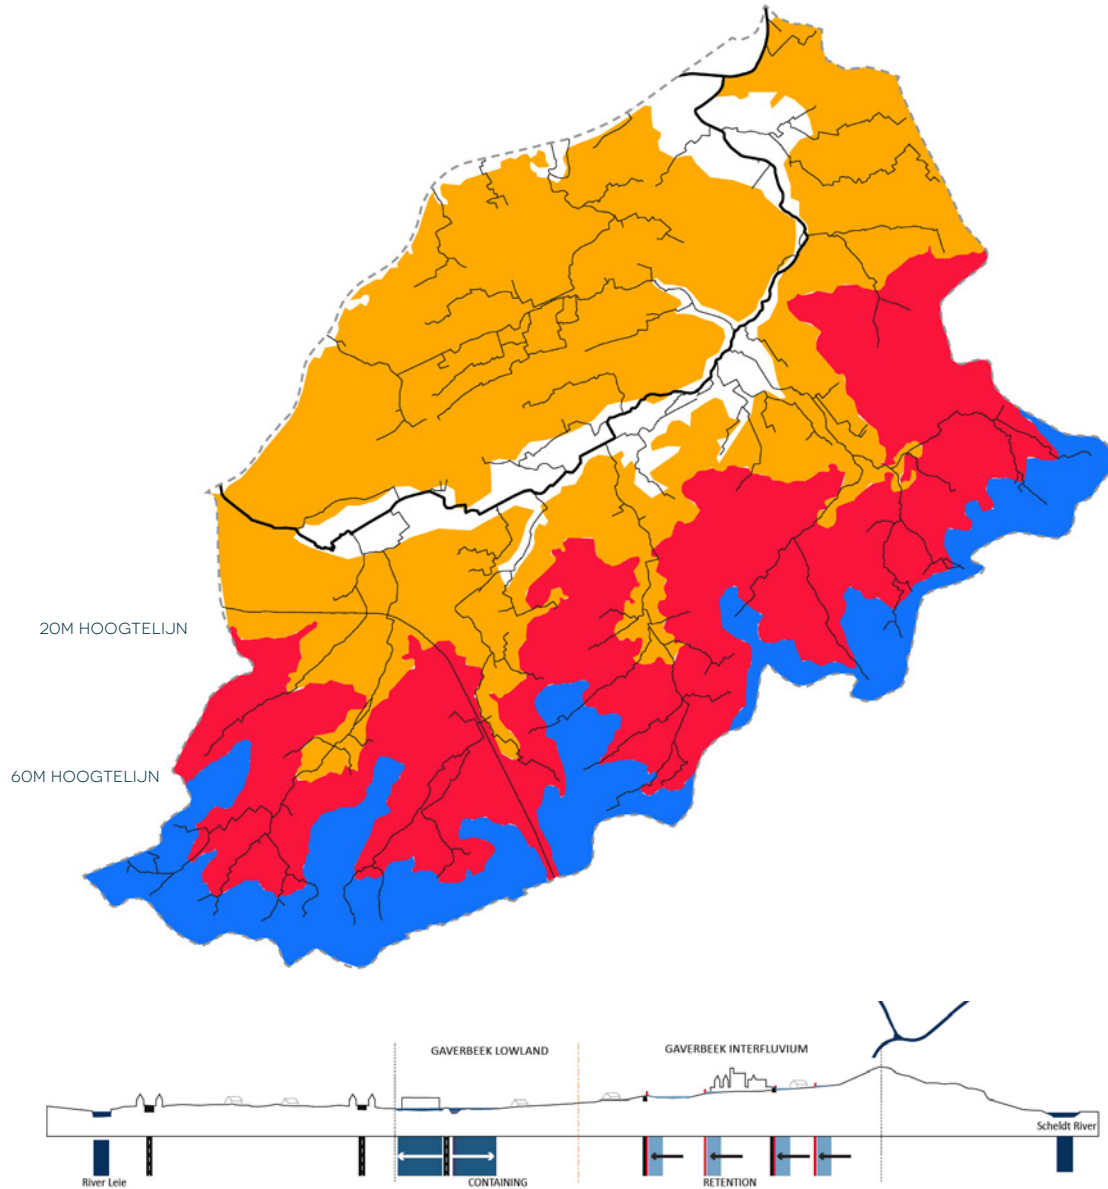 20M HOOGTELIJN
60M HOOGTELIJN
GAVERBEEK LOWLAND
GAVERBEEK INTERFLUVIUM
Scheldt River
River Leie
CONTAINING
RETENTION